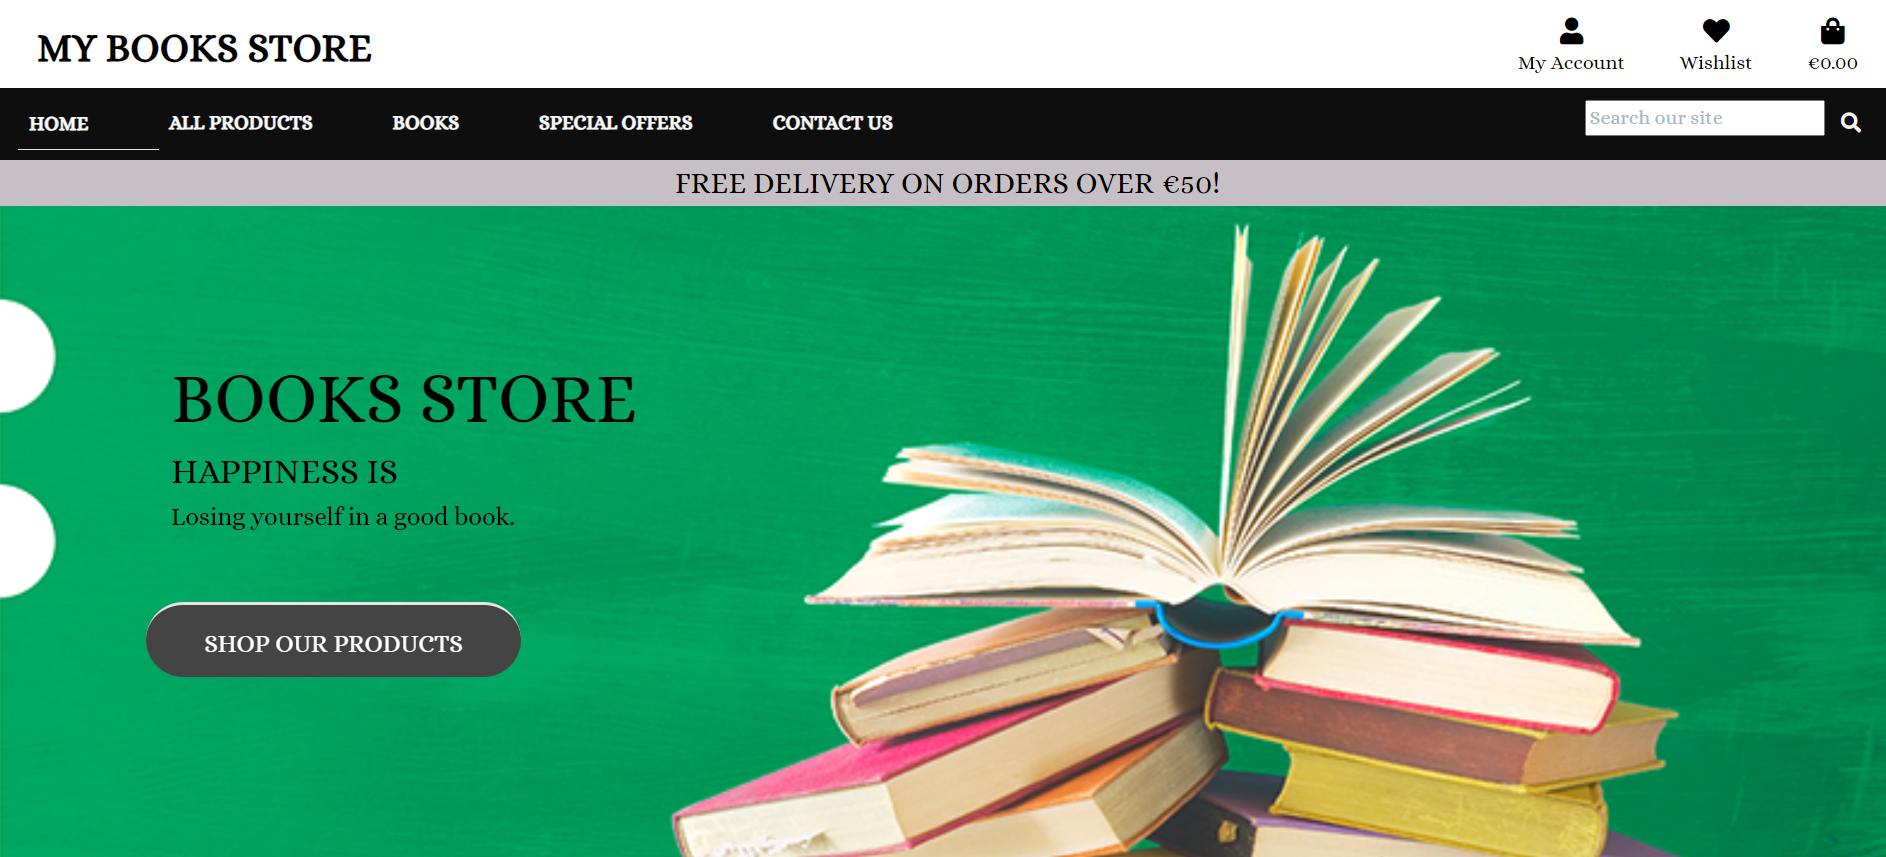 MY BOOKS STORE
My Account
Wishlist
€0.00
HOME
ALL PRODUCTS
BOOKS
SPECIAL OFFERS
CONTACT US
Search our site
FREE DELIVERY ON ORDERS OVER €50!
BOOKS STORE
HAPPINESS IS
Losing yourself in a good book.
SHOP OUR PRODUCTS